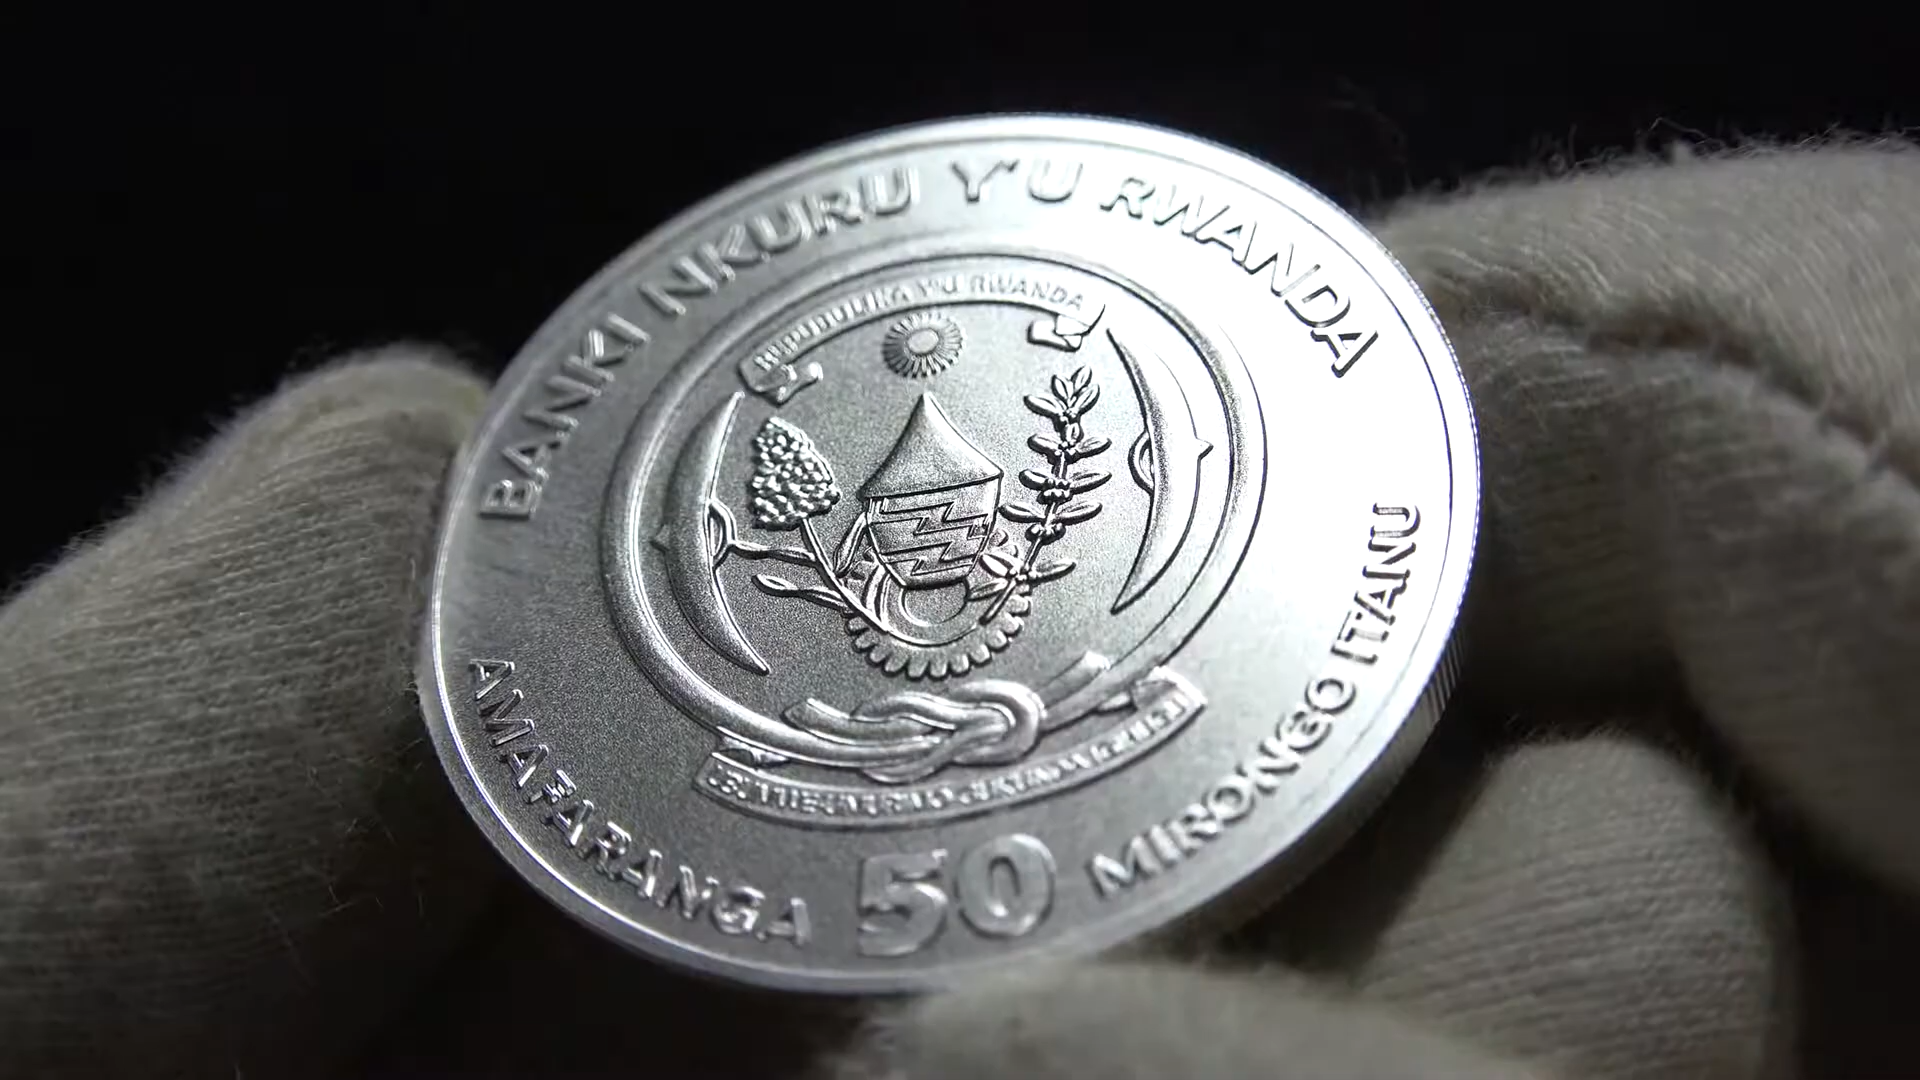 BANKI NKURU Y'U RWANDA
REPUBULIKA Y'U RWANDA
AMAFARANGA 50 MIRONGO ITANU